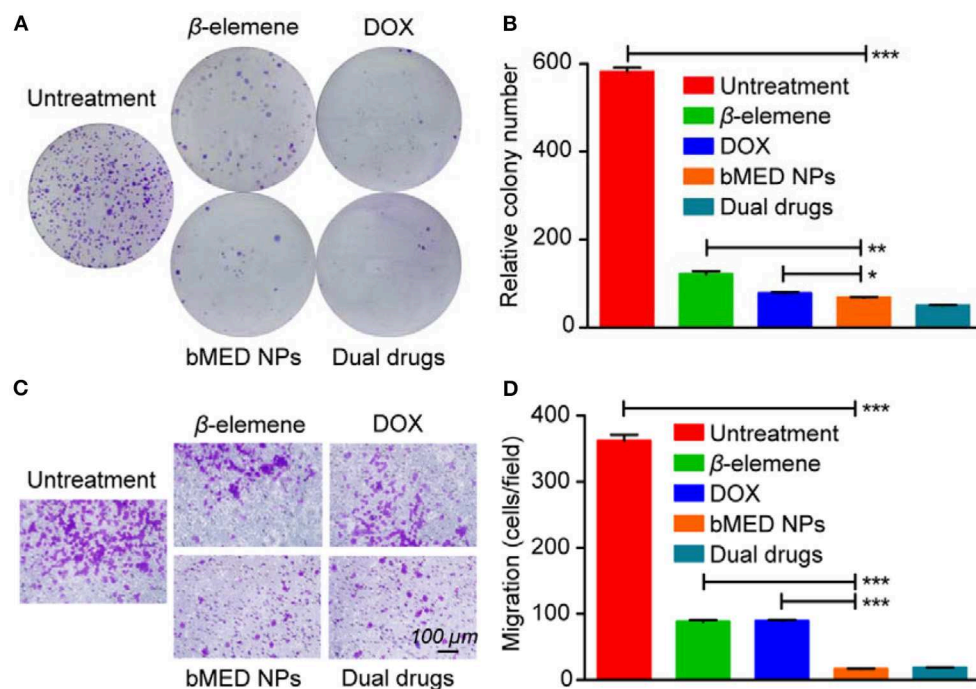 A
β-elemene
DOX
Untreatment
bMED NPs
Dual drugs
B
Relative colony number
600
400
200
0
***
Untreatment
β-elemene
DOX
bMED NPs
Dual drugs
**
*
C
β-elemene
DOX
Untreatment
100 μm
bMED NPs
Dual drugs
D
Migration (cells/field)
400
300
200
100
0
***
Untreatment
β-elemene
DOX
bMED NPs
Dual drugs
***
***